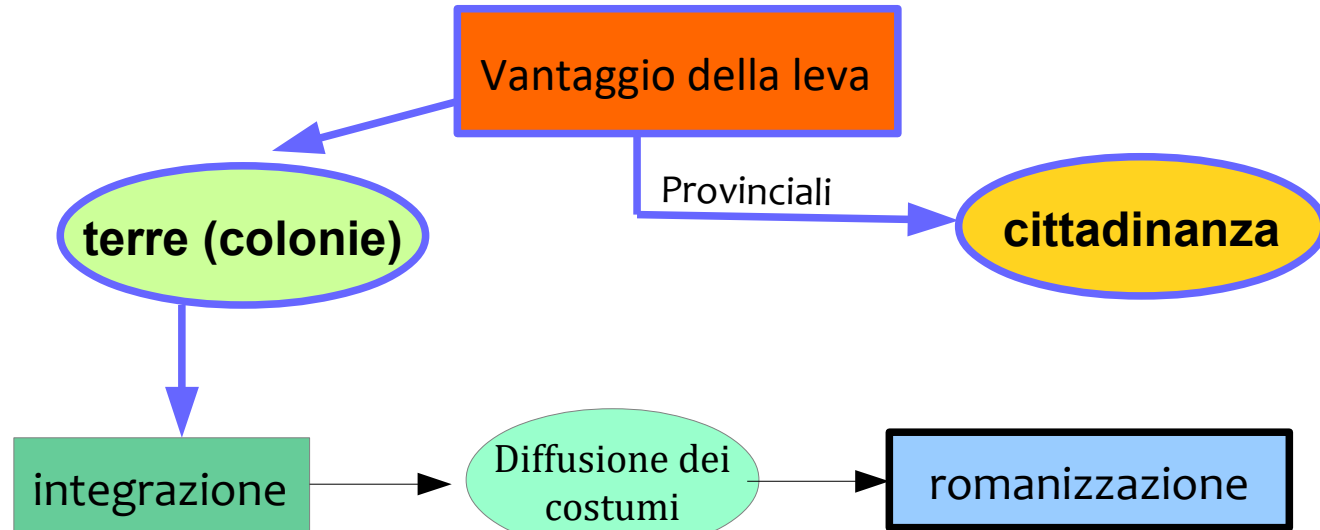 Vantaggio della leva
Provinciali
terre (colonie)
cittadinanza
integrazione
Diffusione dei
costumi
romanizzazione